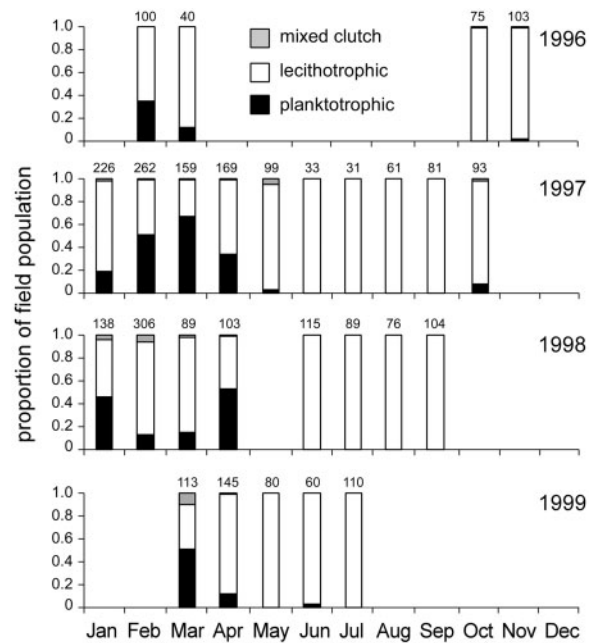 proportion of field population
100 40 75 103
1.0 mixed clutch 1996
0.8
0.6 lecithotrophic
0.4 planktotrophic
0.2
0
226 262 159 169 99 33 31 61 81 93
1.0 1997
0.8
0.6
0.4
0.2
0
138 306 89 103 115 89 76 104
1.0 1998
0.8
0.6
0.4
0.2
0
113 145 80 60 110
1.0 1999
0.8
0.6
0.4
0.2
0
Jan Feb Mar Apr May Jun Jul Aug Sep Oct Nov Dec